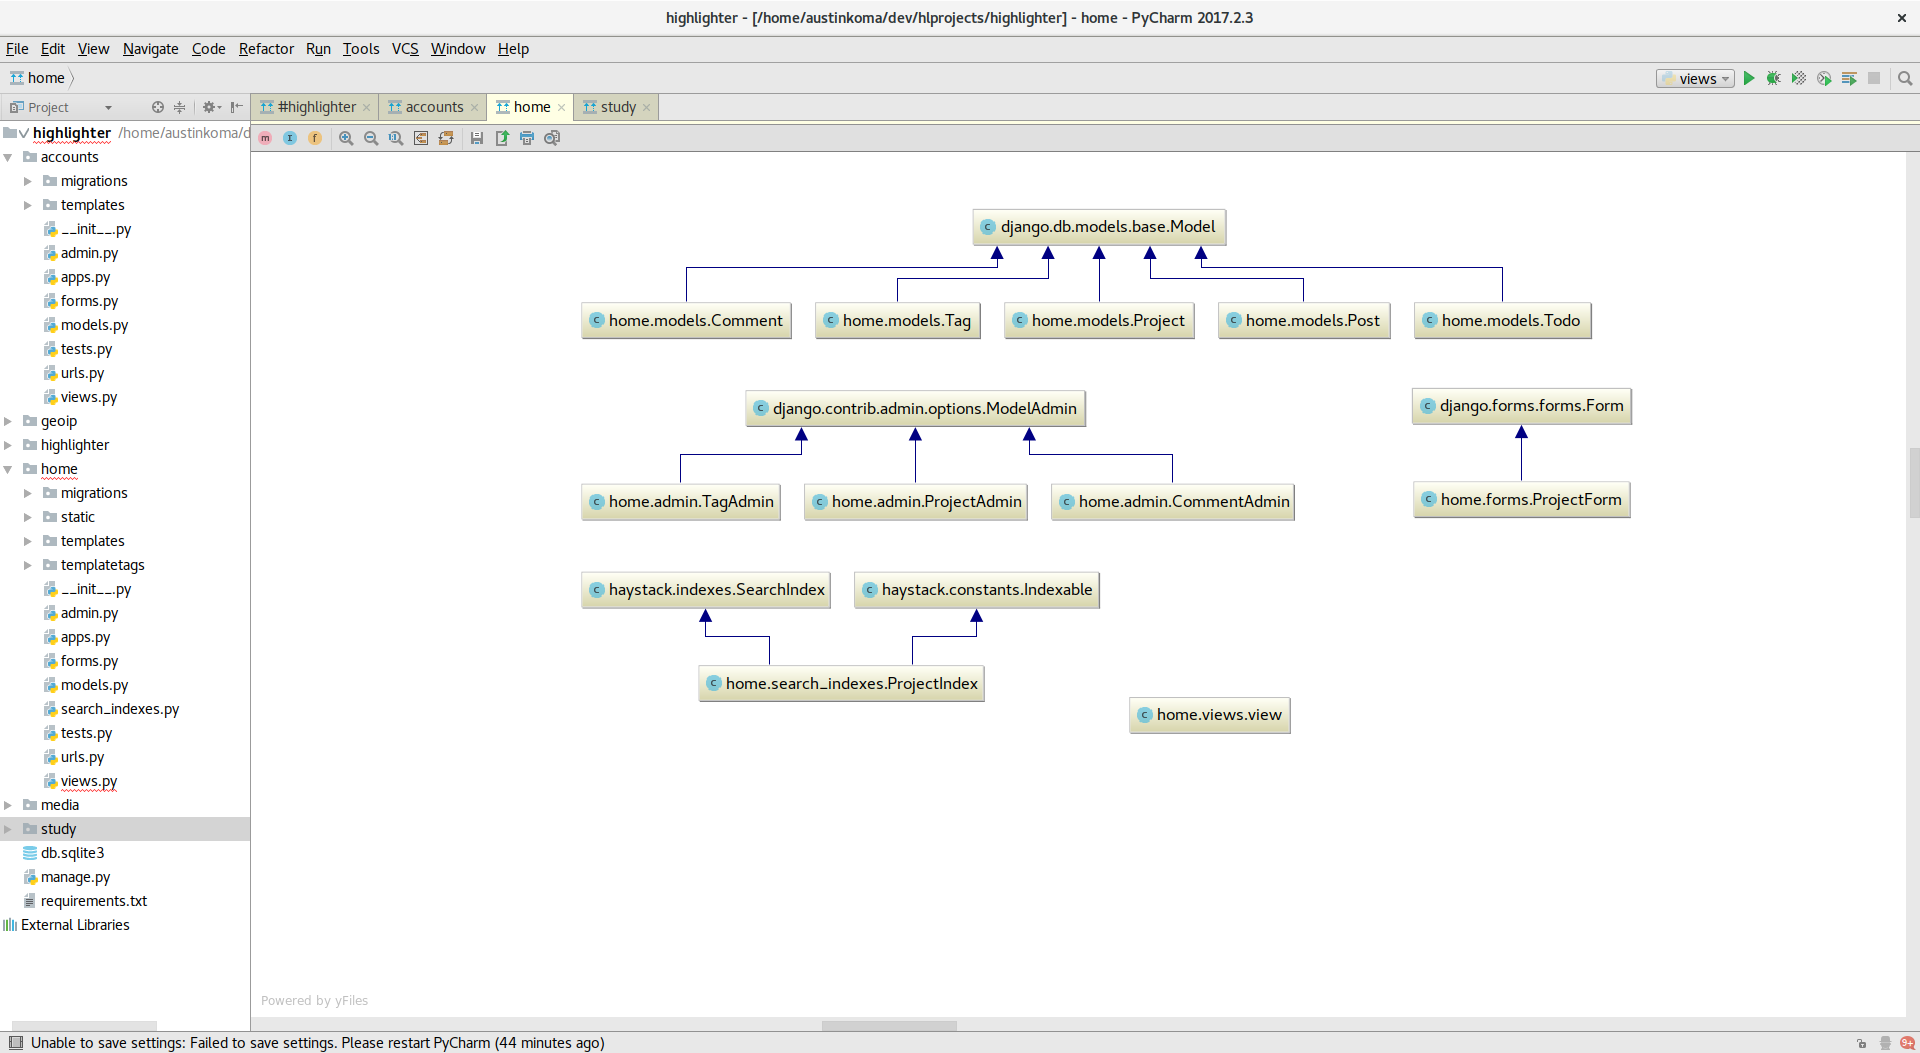 highlighter - [/home/austinkoma/dev/hlprojects/highlighter] - home - PyCharm 2017.2.3
File Edit View Navigate Code Refactor Run Tools VCS Window Help
home views
Project #highlighter accounts home study
m I f
highlighter /home/austinkoma/d
accounts
migrations
templates
__init__.py
admin.py
apps.py
forms.py
models.py
tests.py
urls.py
views.py
geoip
highlighter
home
migrations
static
templates
templatetags
__init__.py
admin.py
apps.py
forms.py
models.py
search_indexes.py
tests.py
urls.py
views.py
media
study
db.sqlite3
manage.py
requirements.txt
External Libraries
C django.db.models.base.Model
C home.models.Comment C home.models.Tag C home.models.Project C home.models.Post C home.models.Todo
C django.contrib.admin.options.ModelAdmin C django.forms.forms.Form
C home.admin.TagAdmin C home.admin.ProjectAdmin C home.admin.CommentAdmin C home.forms.ProjectForm
C haystack.indexes.SearchIndex C haystack.constants.Indexable
C home.search_indexes.ProjectIndex
C home.views.view
Powered by yFiles
Unable to save settings: Failed to save settings. Please restart PyCharm (44 minutes ago) 9+